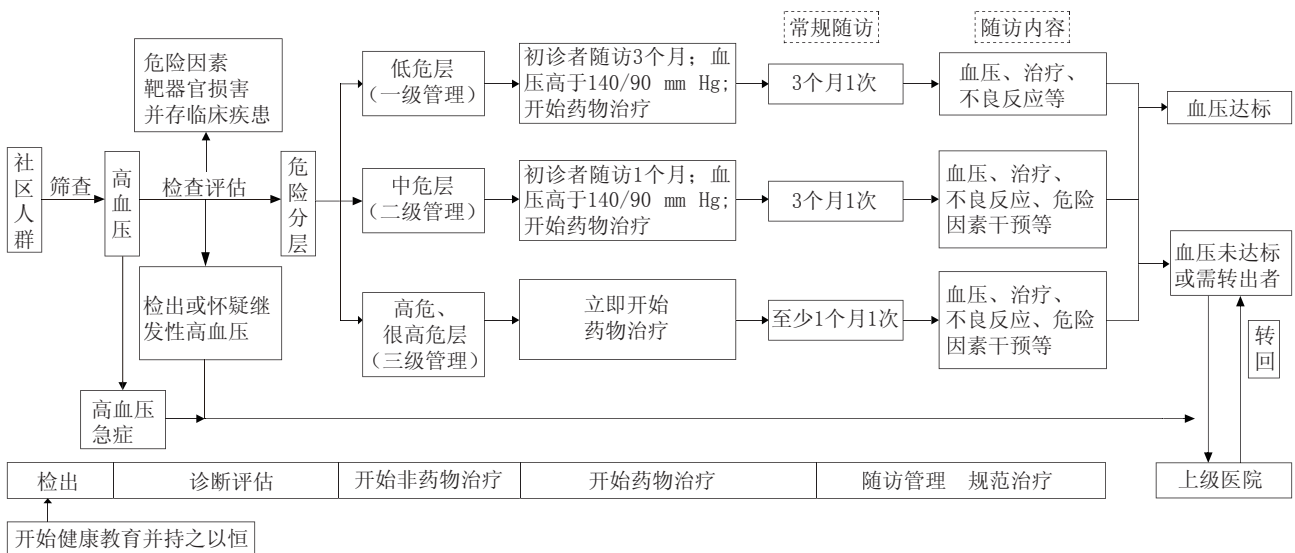 常规随访
随访内容
危险因素
靶器官损害
并存临床疾患
低危层
（一级管理）
初诊者随访3个月；血
压高于140/90 mm Hg;
开始药物治疗
3个月1次
血压、治疗、
不良反应等
血压达标
社区人群
筛查
高血压
检查评估
危险分层
中危层
（二级管理）
初诊者随访1个月；血
压高于140/90 mm Hg;
开始药物治疗
3个月1次
血压、治疗、
不良反应、危险
因素干预等
血压未达标
或需转出者
检出或怀疑继
发性高血压
高危、
很高危层
（三级管理）
立即开始
药物治疗
至少1个月1次
血压、治疗、
不良反应、危险
因素干预等
转回
高血压
急症
检出
诊断评估
开始非药物治疗
开始药物治疗
随访管理 规范治疗
上级医院
开始健康教育并持之以恒